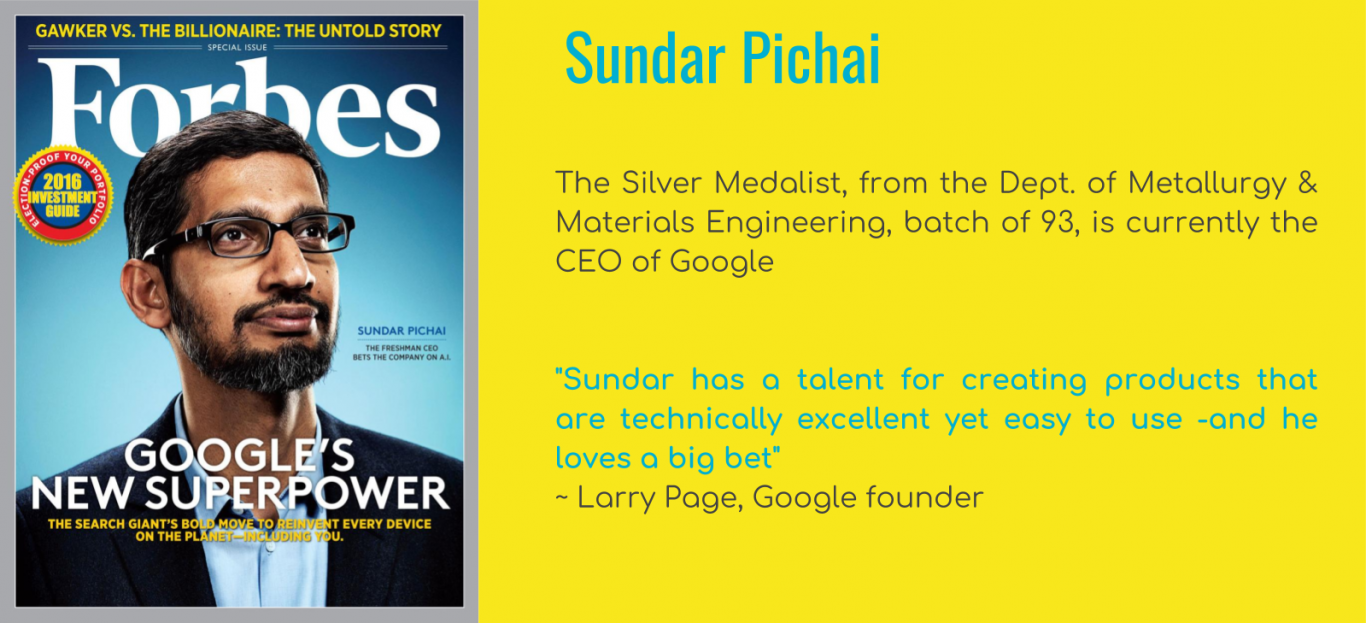 GAWKER VS. THE BILLIONAIRE: THE UNTOLD STORY
SPECIAL ISSUE
Forbes
ELECTION-PROOF YOUR PORTFOLIO
2016
INVESTMENT
GUIDE
SUNDAR PICHAI
THE FRESHMAN CEO
BETS THE COMPANY ON A.I.
GOOGLE'S
NEW SUPERPOWER
THE SEARCH GIANT'S BOLD MOVE TO REINVENT EVERY DEVICE
ON THE PLANET—INCLUDING YOU.
Sundar Pichai
The Silver Medalist, from the Dept. of Metallurgy &
Materials Engineering, batch of 93, is currently the
CEO of Google
"Sundar has a talent for creating products that
are technically excellent yet easy to use -and he
loves a big bet"
~ Larry Page, Google founder